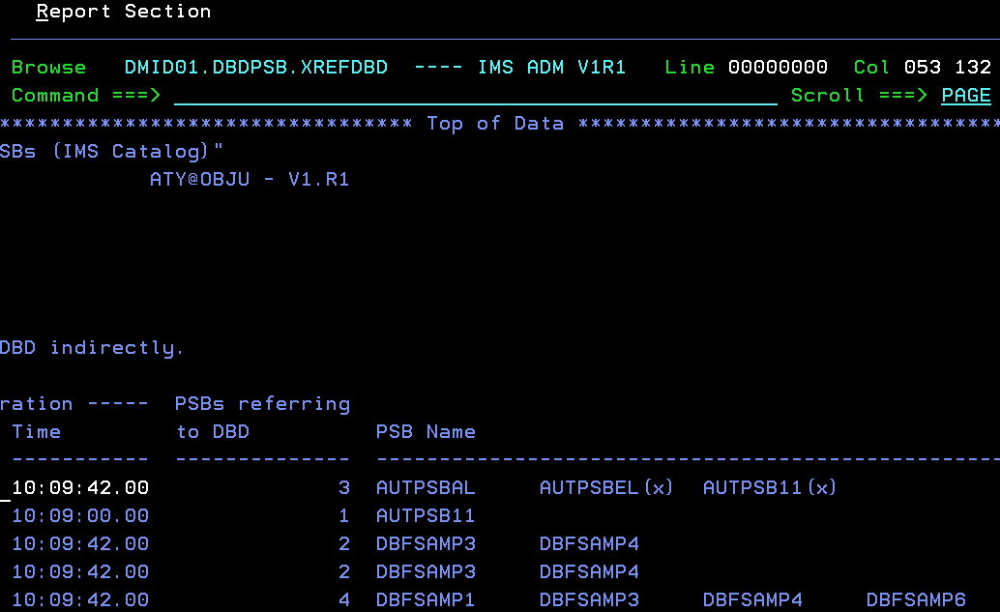 Report Section
Browse DMID01.DBDPSB.XREFDBD ---- IMS ADM V1R1 Line 00000000 Col 053 132
Command ===> Scroll ===> PAGE
********************************* Top of Data **********************************
SBs (IMS Catalog)"
ATY@OBJU - V1.R1
DBD indirectly.
ration ----- PSBs referring
Time to DBD PSB Name
----------- -------------- --------------------------------------------------
10:09:42.00 3 AUTPSBAL AUTPSBEL(x) AUTPSB11(x)
10:09:00.00 1 AUTPSB11
10:09:42.00 2 DBFSAMP3 DBFSAMP4
10:09:42.00 2 DBFSAMP3 DBFSAMP4
10:09:42.00 4 DBFSAMP1 DBFSAMP3 DBFSAMP4 DBFSAMP6